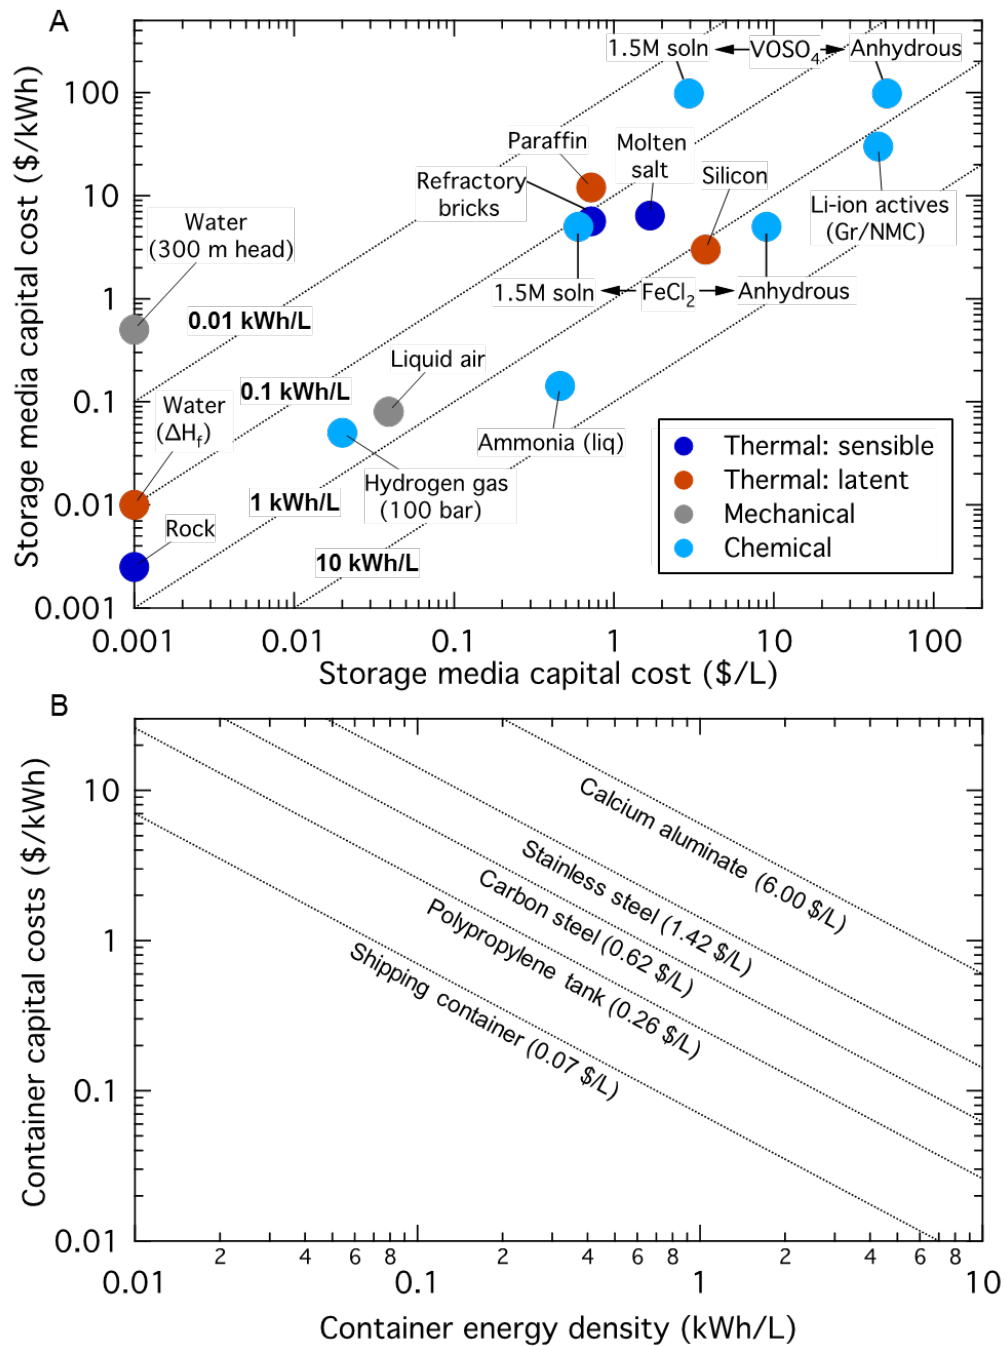 A
Storage media capital cost ($/kWh)
100
10
1
0.1
0.01
0.001
1.5M soln
VOSO₄
Anhydrous
Paraffin
Molten
salt
Refractory
bricks
Silicon
Water
(300 m head)
Li-ion actives
(Gr/NMC)
1.5M soln
FeCl₂
Anhydrous
0.01 kWh/L
Liquid air
0.1 kWh/L
Water
(ΔHf)
Ammonia (liq)
Hydrogen gas
(100 bar)
1 kWh/L
Rock
10 kWh/L
Thermal: sensible
Thermal: latent
Mechanical
Chemical
0.001
0.01
0.1
1
10
100
Storage media capital cost ($/L)
B
Container capital costs ($/kWh)
10
1
0.1
0.01
Calcium aluminate (6.00 $/L)
Stainless steel (1.42 $/L)
Carbon steel (0.62 $/L)
Polypropylene tank (0.26 $/L)
Shipping container (0.07 $/L)
2 4 6 8 2 4 6 8 2 4 6 8
0.01 0.1 1 10
Container energy density (kWh/L)